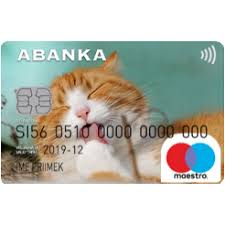 ABANKA
SI56 0510 0000 0000 000
2019-12
IME PRIIMEK
maestro